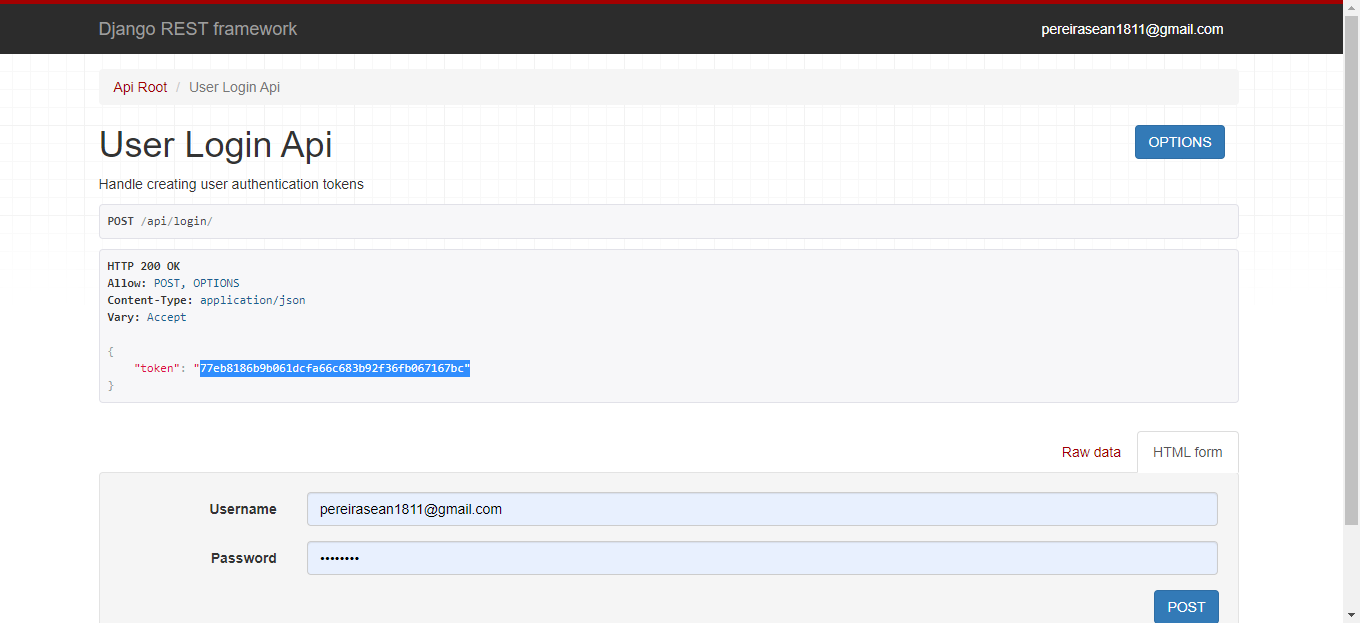 Django REST framework
pereirasean1811@gmail.com
Api Root / User Login Api
User Login Api
OPTIONS
Handle creating user authentication tokens
POST /api/login/
HTTP 200 OK
Allow: POST, OPTIONS
Content-Type: application/json
Vary: Accept
{
"token": "77eb8186b9b061dcfa66c683b92f36fb067167bc"
}
Raw data
HTML form
Username
pereirasean1811@gmail.com
Password
••••••••
POST